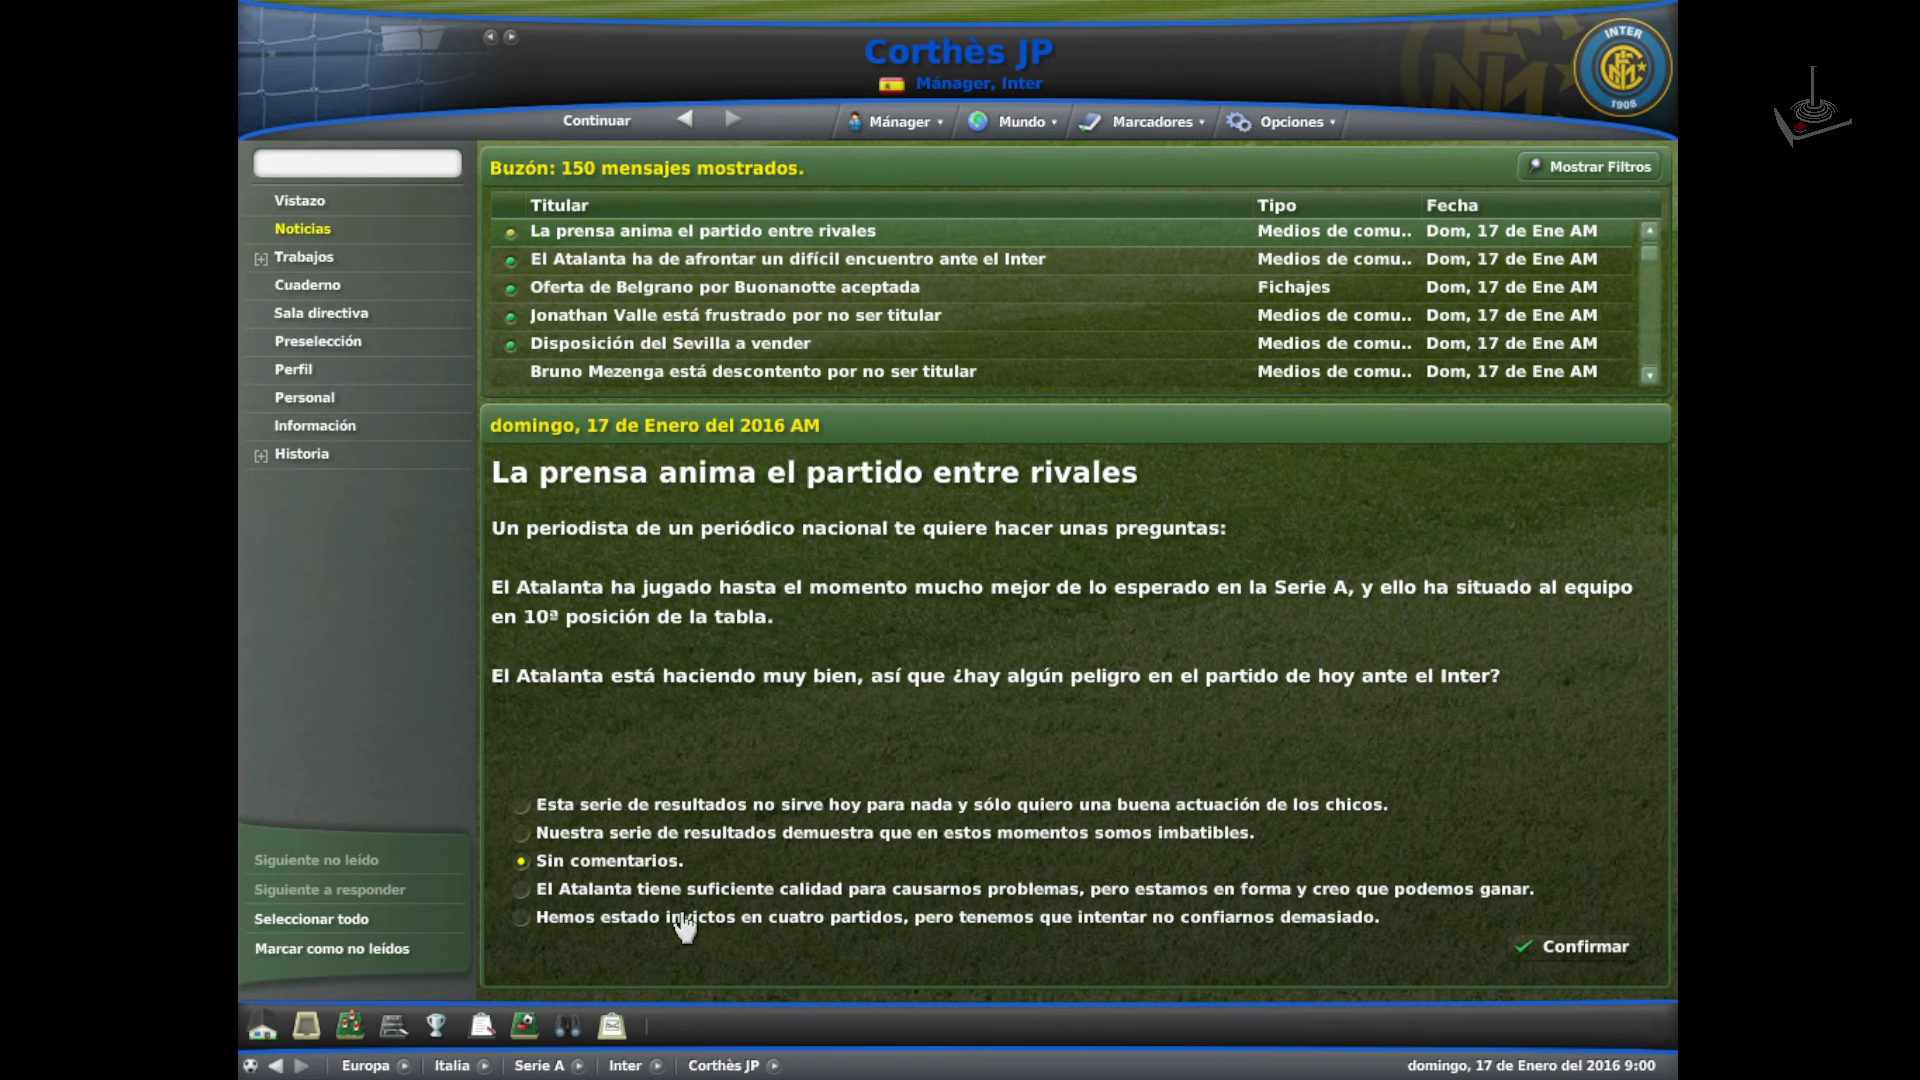 Corthès JP
Mánager, Inter
INTER
1908
Continuar
Mánager
Mundo
Marcadores
Opciones
Vistazo
Noticias
Trabajos
Cuaderno
Sala directiva
Preselección
Perfil
Personal
Información
Historia
Buzón: 150 mensajes mostrados.
Mostrar Filtros
Titular Tipo Fecha
La prensa anima el partido entre rivales Medios de comu.. Dom, 17 de Ene AM
El Atalanta ha de afrontar un difícil encuentro ante el Inter Medios de comu.. Dom, 17 de Ene AM
Oferta de Belgrano por Buonanotte aceptada Fichajes Dom, 17 de Ene AM
Jonathan Valle está frustrado por no ser titular Medios de comu.. Dom, 17 de Ene AM
Disposición del Sevilla a vender Medios de comu.. Dom, 17 de Ene AM
Bruno Mezenga está descontento por no ser titular Medios de comu.. Dom, 17 de Ene AM
domingo, 17 de Enero del 2016 AM
La prensa anima el partido entre rivales
Un periodista de un periódico nacional te quiere hacer unas preguntas:
El Atalanta ha jugado hasta el momento mucho mejor de lo esperado en la Serie A, y ello ha situado al equipo
en 10ª posición de la tabla.
El Atalanta está haciendo muy bien, así que ¿hay algún peligro en el partido de hoy ante el Inter?
Esta serie de resultados no sirve hoy para nada y sólo quiero una buena actuación de los chicos.
Nuestra serie de resultados demuestra que en estos momentos somos imbatibles.
Sin comentarios.
El Atalanta tiene suficiente calidad para causarnos problemas, pero estamos en forma y creo que podemos ganar.
Hemos estado invictos en cuatro partidos, pero tenemos que intentar no confiarnos demasiado.
Confirmar
Siguiente no leído
Siguiente a responder
Seleccionar todo
Marcar como no leídos
Europa
Italia
Serie A
Inter
Corthès JP
domingo, 17 de Enero del 2016 9:00